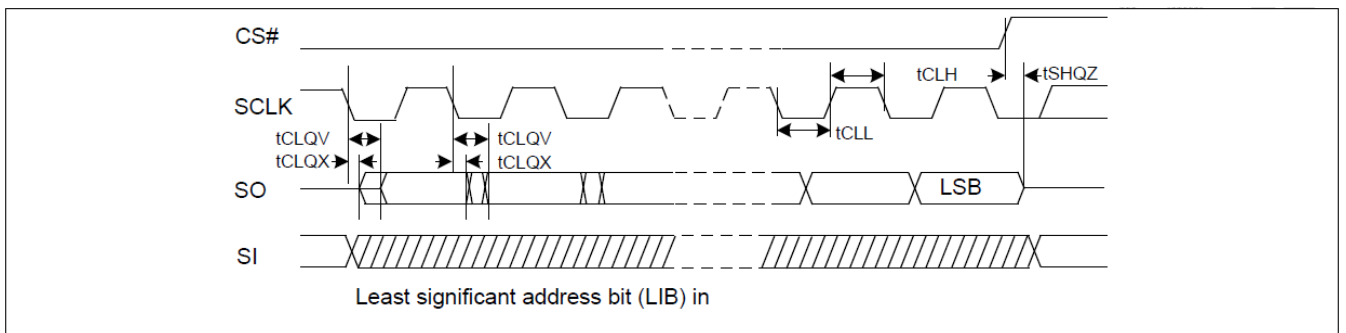 CS#
tCLH
tSHQZ
SCLK
tCLQV
tCLQV
tCLL
tCLQX
tCLQX
SO
LSB
SI
Least significant address bit (LIB) in